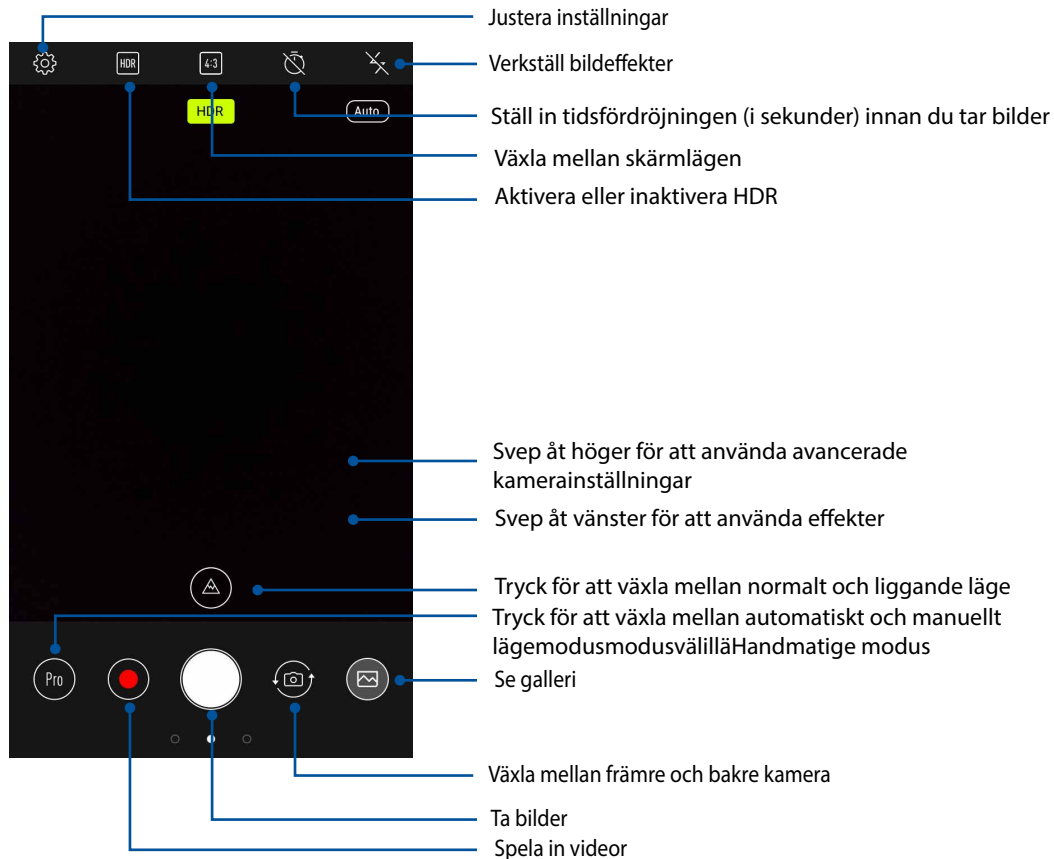 Justera inställningar
HDR
4:3
Verkställ bildeffekter
HDR
Auto
Ställ in tidsfördröjningen (i sekunder) innan du tar bilder
Växla mellan skärmlägen
Aktivera eller inaktivera HDR
Svep åt höger för att använda avancerade
kamerainställningar
Svep åt vänster för att använda effekter
Tryck för att växla mellan normalt och liggande läge
Tryck för att växla mellan automatiskt och manuellt
lägemodusmodusvälilläHandmatige modus
Pro
Se galleri
Växla mellan främre och bakre kamera
Ta bilder
Spela in videor